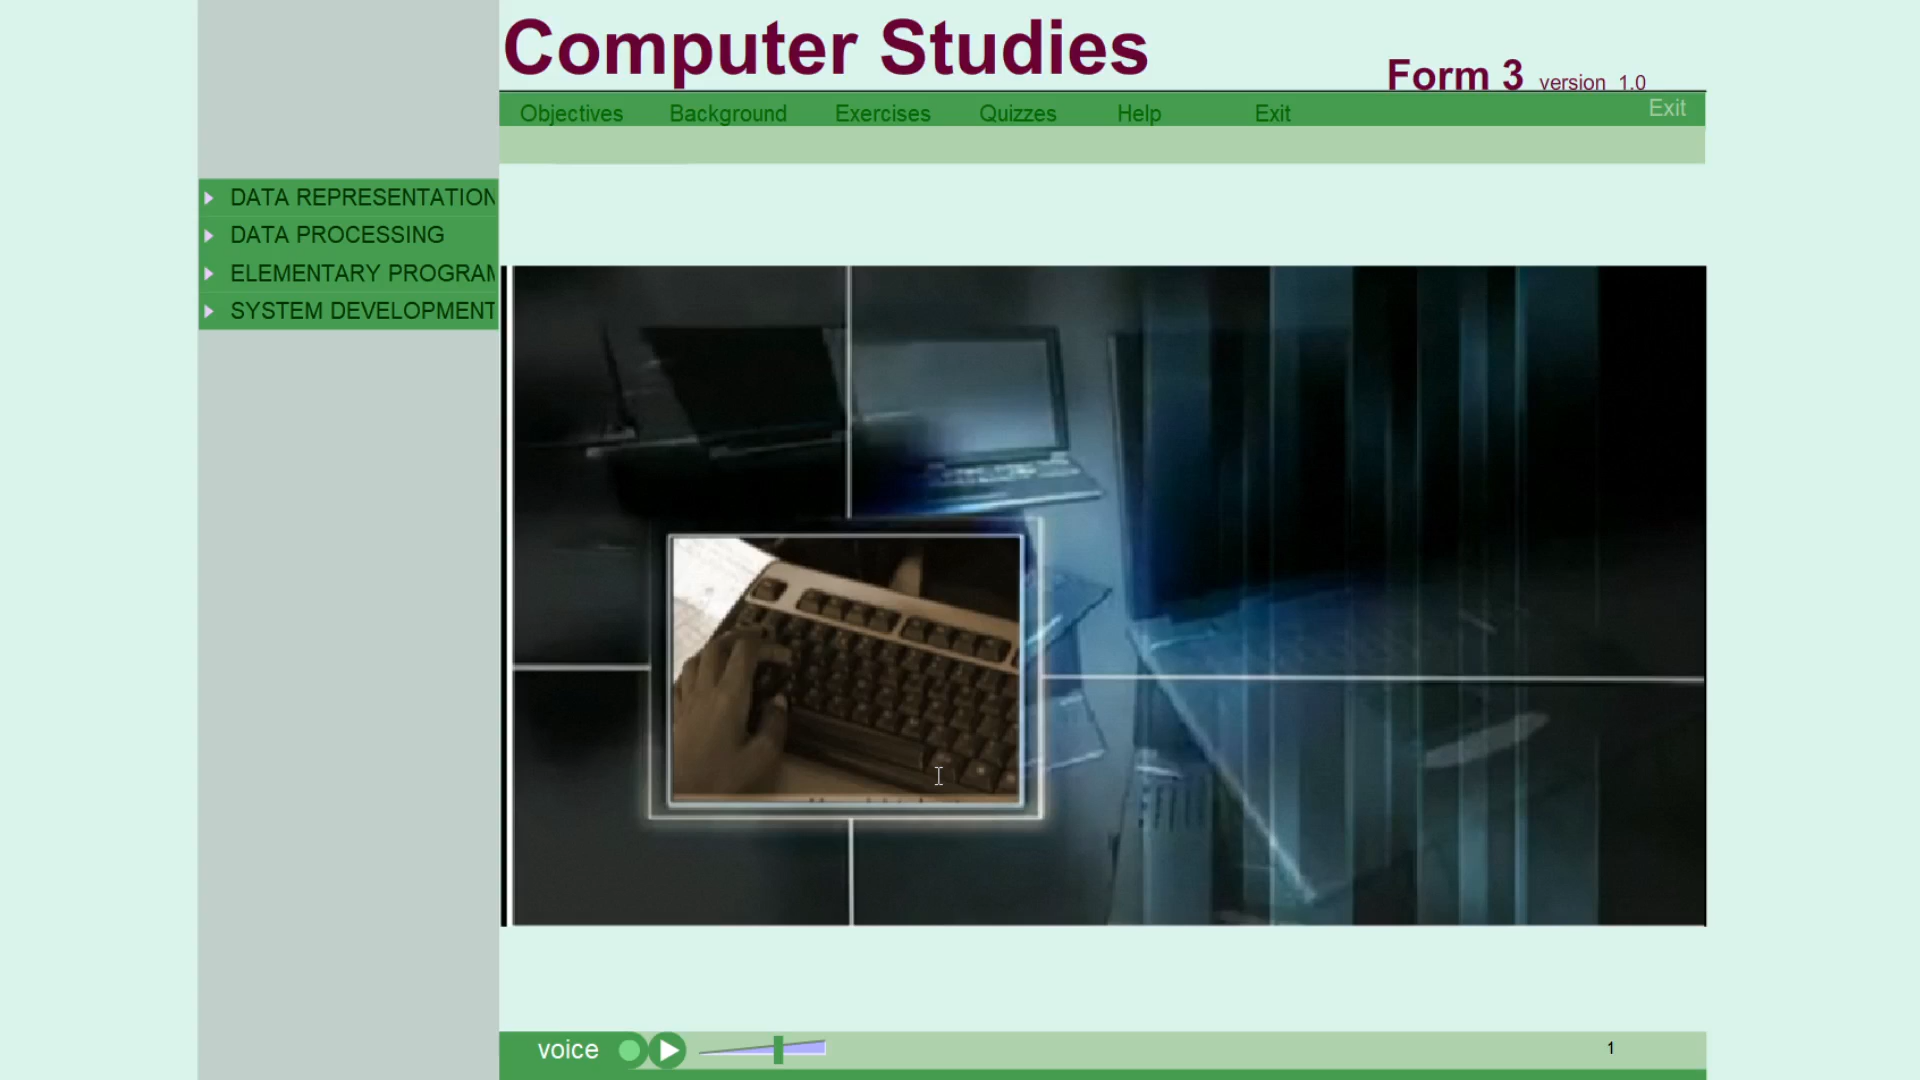 Computer Studies
Form 3 version 1.0
Objectives Background Exercises Quizzes Help Exit Exit
DATA REPRESENTATION
DATA PROCESSING
ELEMENTARY PROGRAM
SYSTEM DEVELOPMENT
voice
1